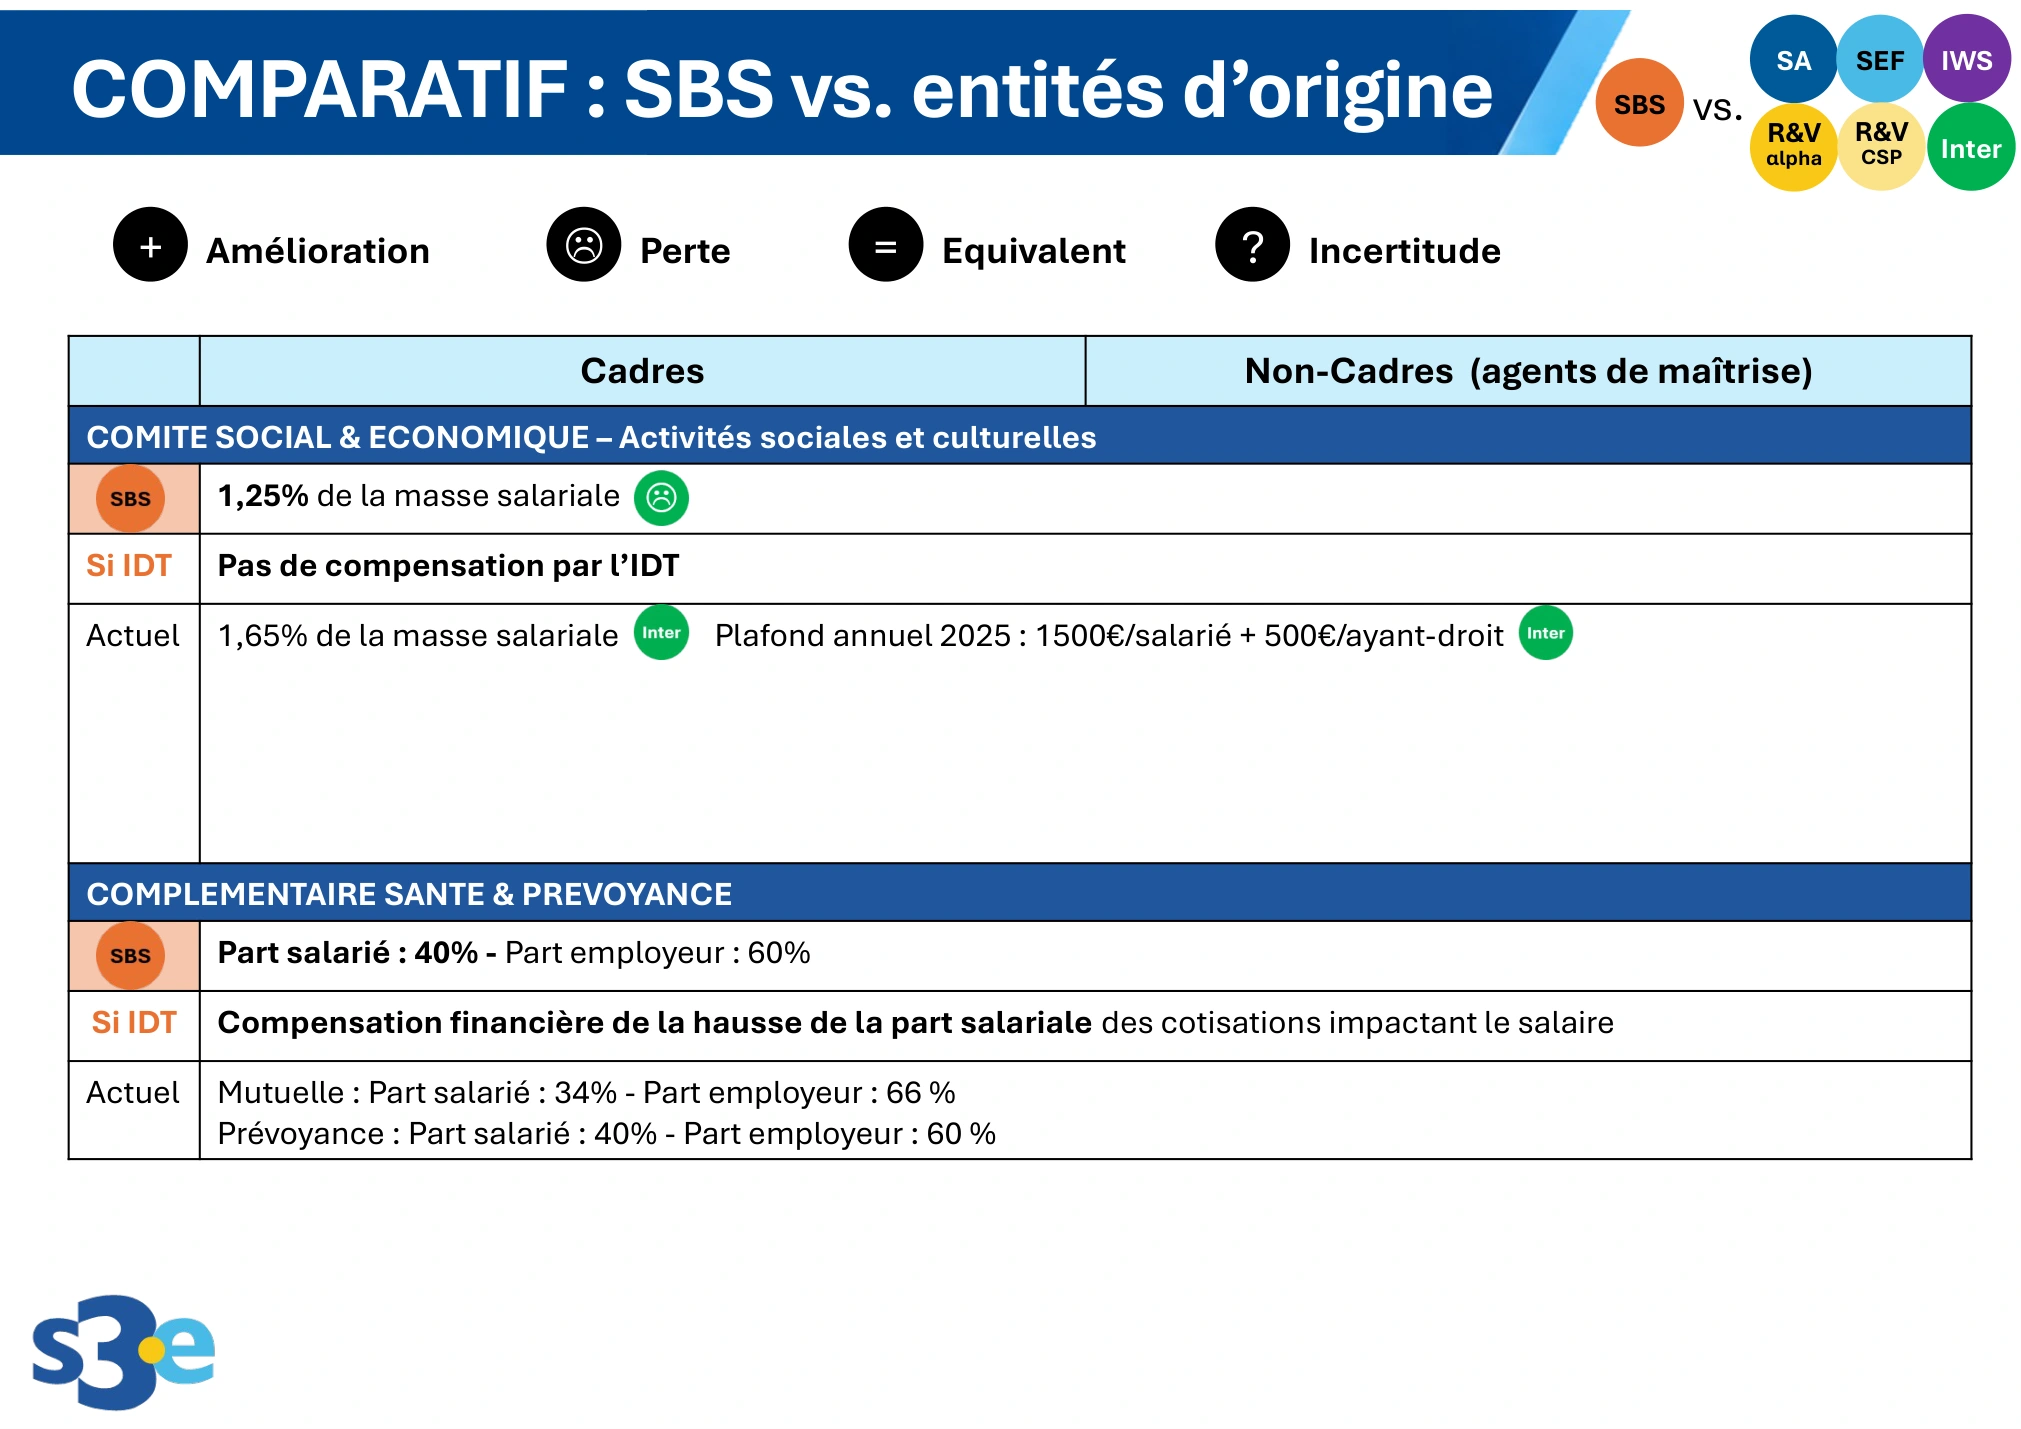 COMPARATIF : SBS vs. entités d’origine
SBS vs.
SA SEF IWS
R&V alpha R&V CSP Inter
+ Amélioration ☹ Perte = Equivalent ? Incertitude
Cadres Non-Cadres (agents de maîtrise)
COMITE SOCIAL & ECONOMIQUE – Activités sociales et culturelles
SBS 1,25% de la masse salariale ☹
Si IDT Pas de compensation par l’IDT
Actuel 1,65% de la masse salariale Inter Plafond annuel 2025 : 1500€/salarié + 500€/ayant-droit Inter
COMPLEMENTAIRE SANTE & PREVOYANCE
SBS Part salarié : 40% - Part employeur : 60%
Si IDT Compensation financière de la hausse de la part salariale des cotisations impactant le salaire
Actuel Mutuelle : Part salarié : 34% - Part employeur : 66 %
Prévoyance : Part salarié : 40% - Part employeur : 60 %
s3e